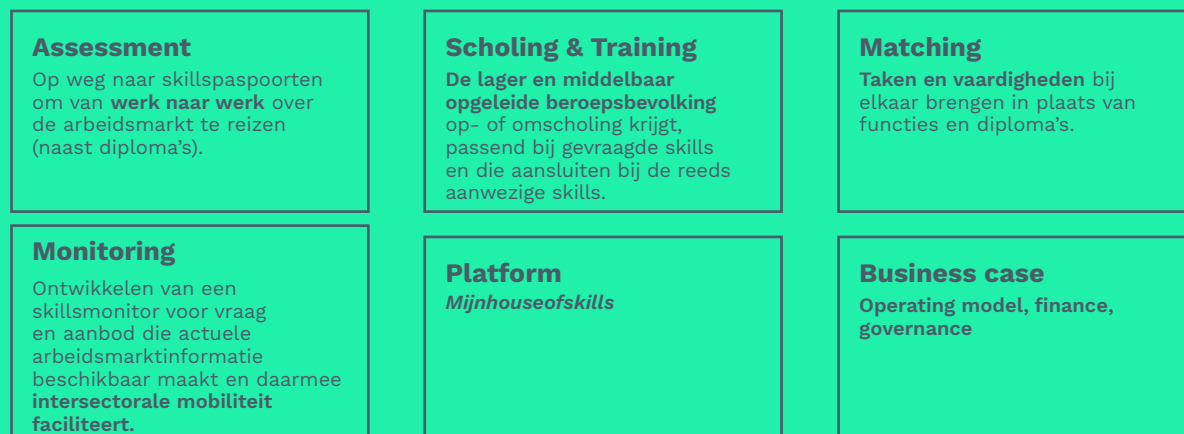 Assessment
Op weg naar skillspaspoorten
om van werk naar werk over
de arbeidsmarkt te reizen
(naast diploma's).
Scholing & Training
De lager en middelbaar
opgeleide beroepsbevolking
op- of omscholing krijgt,
passend bij gevraagde skills
en die aansluiten bij de reeds
aanwezige skills.
Matching
Taken en vaardigheden bij
elkaar brengen in plaats van
functies en diploma's.
Monitoring
Ontwikkelen van een
skillsmonitor voor vraag
en aanbod die actuele
arbeidsmarktinformatie
beschikbaar maakt en daarmee
intersectorale mobiliteit
faciliteert.
Platform
Mijnhouseofskills
Business case
Operating model, finance,
governance